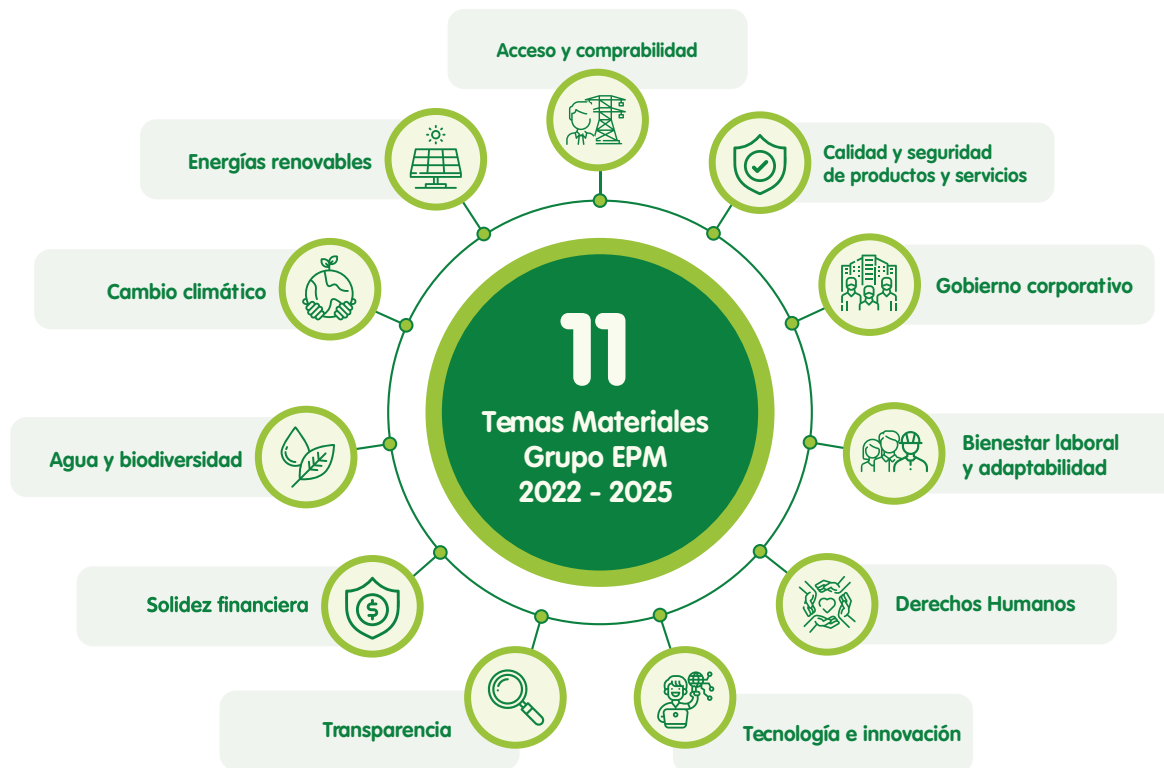 Acceso y comprabilidad
Calidad y seguridad
de productos y servicios
Gobierno corporativo
Bienestar laboral
y adaptabilidad
Derechos Humanos
Tecnología e innovación
Transparencia
Solidez financiera
Agua y biodiversidad
Cambio climático
Energías renovables
11
Temas Materiales
Grupo EPM
2022 - 2025
$